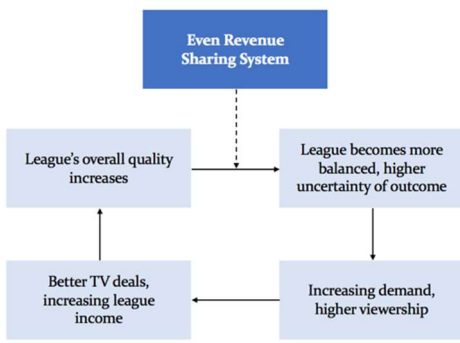 Even Revenue
Sharing System
League's overall quality
increases
League becomes more
balanced, higher
uncertainty of outcome
Better TV deals,
increasing league
income
Increasing demand,
higher viewership